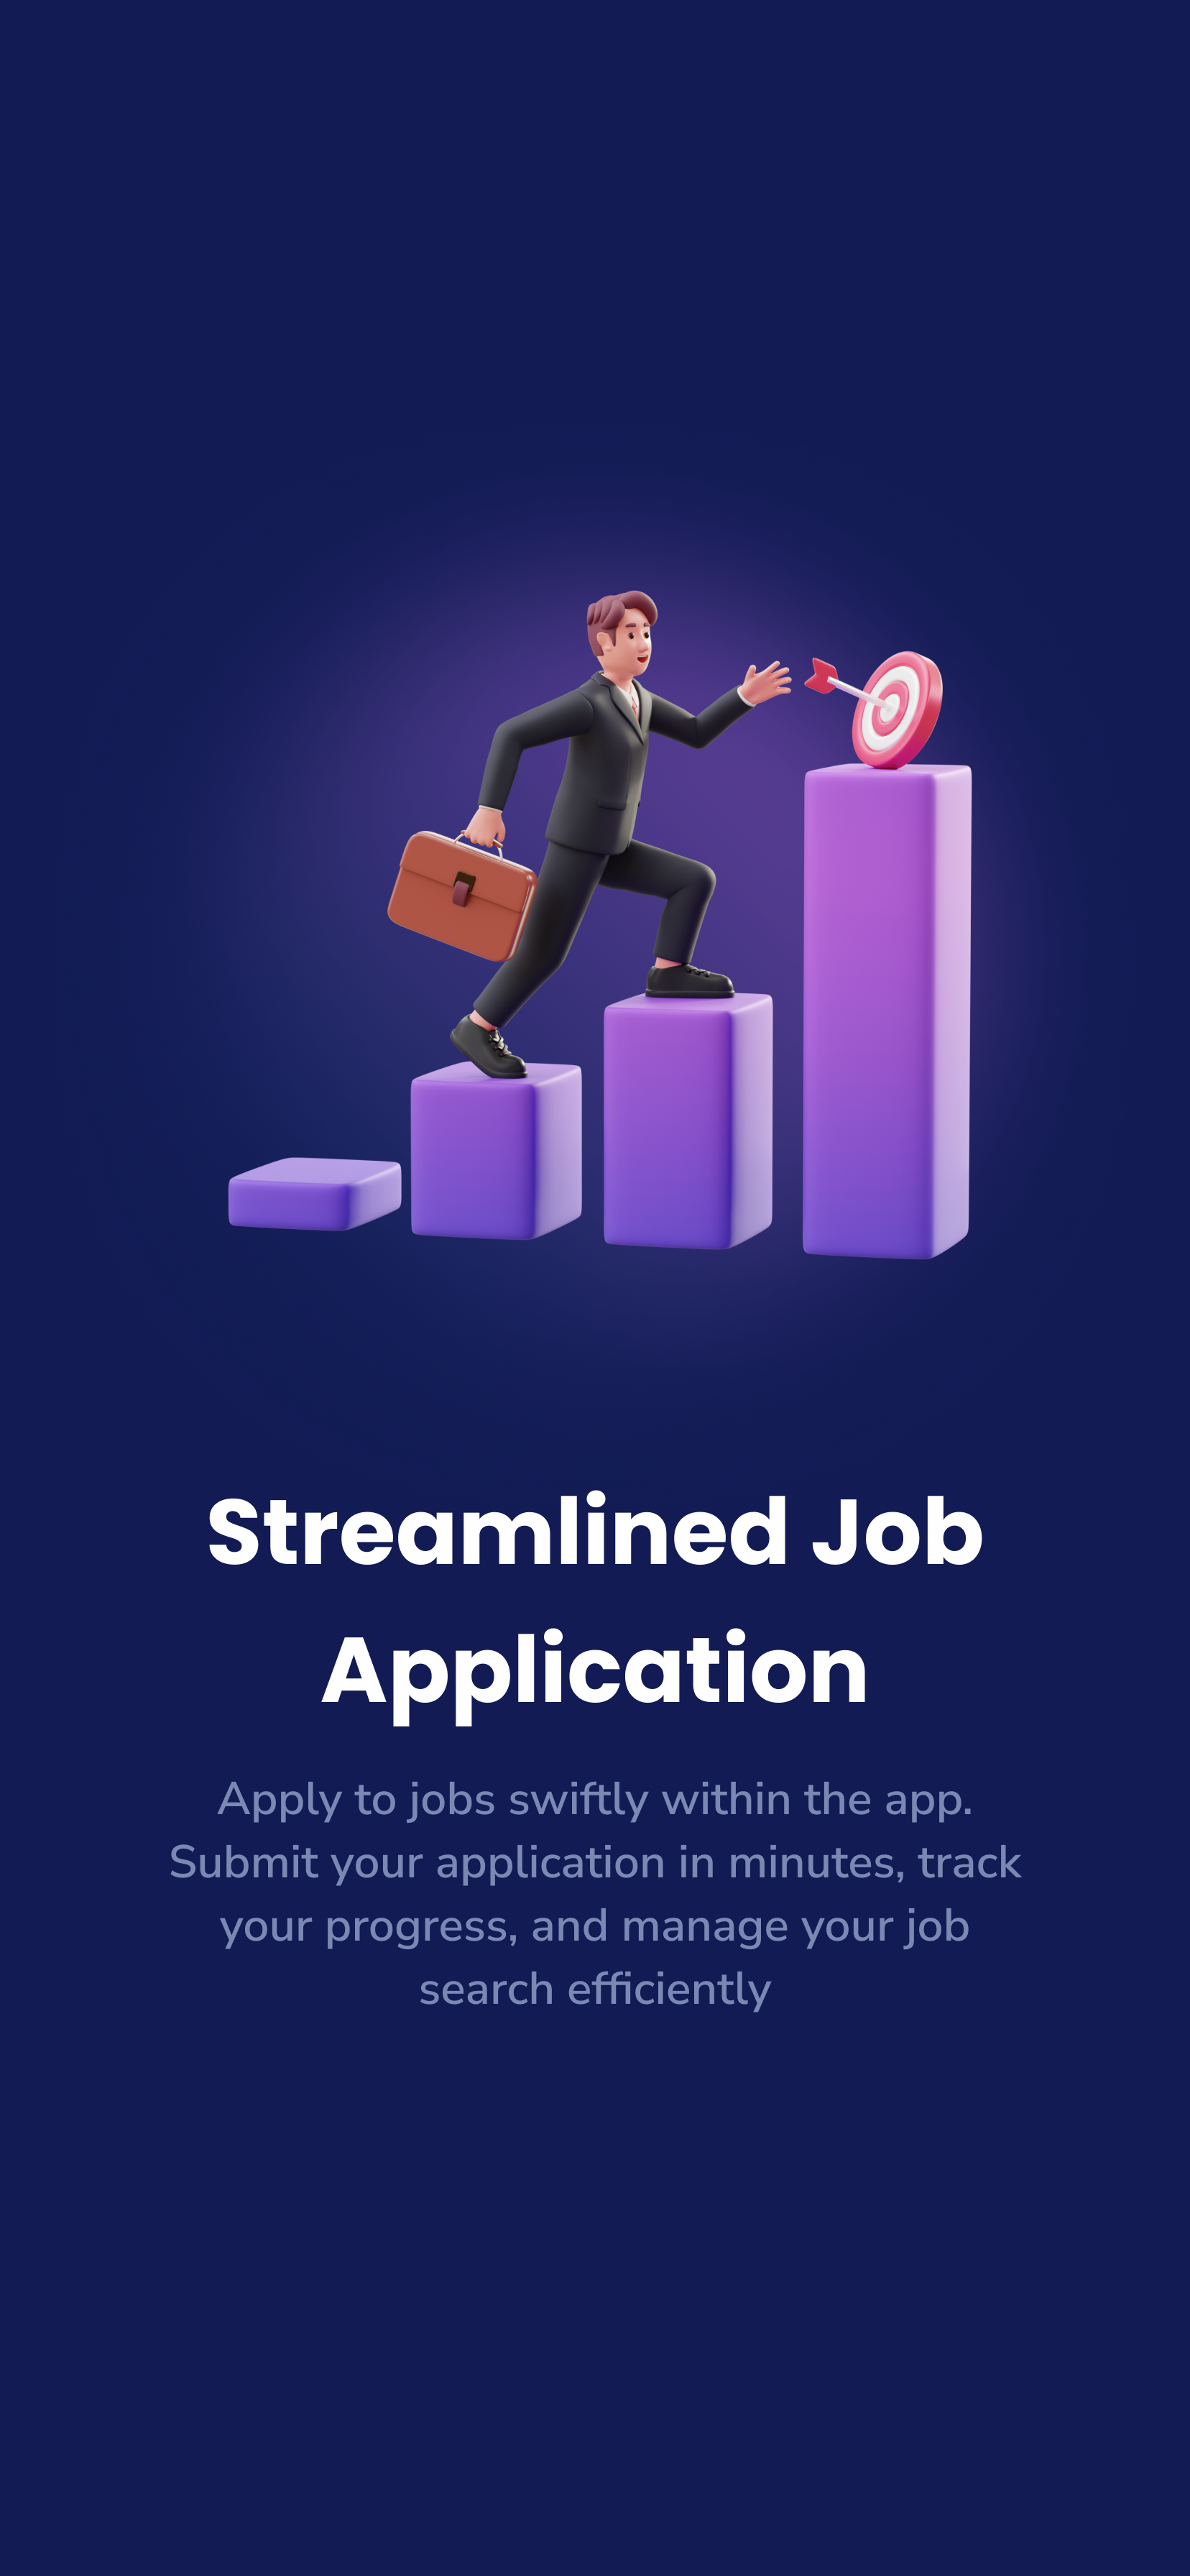 Streamlined Job
Application
Apply to jobs swiftly within the app.
Submit your application in minutes, track
your progress, and manage your job
search efficiently